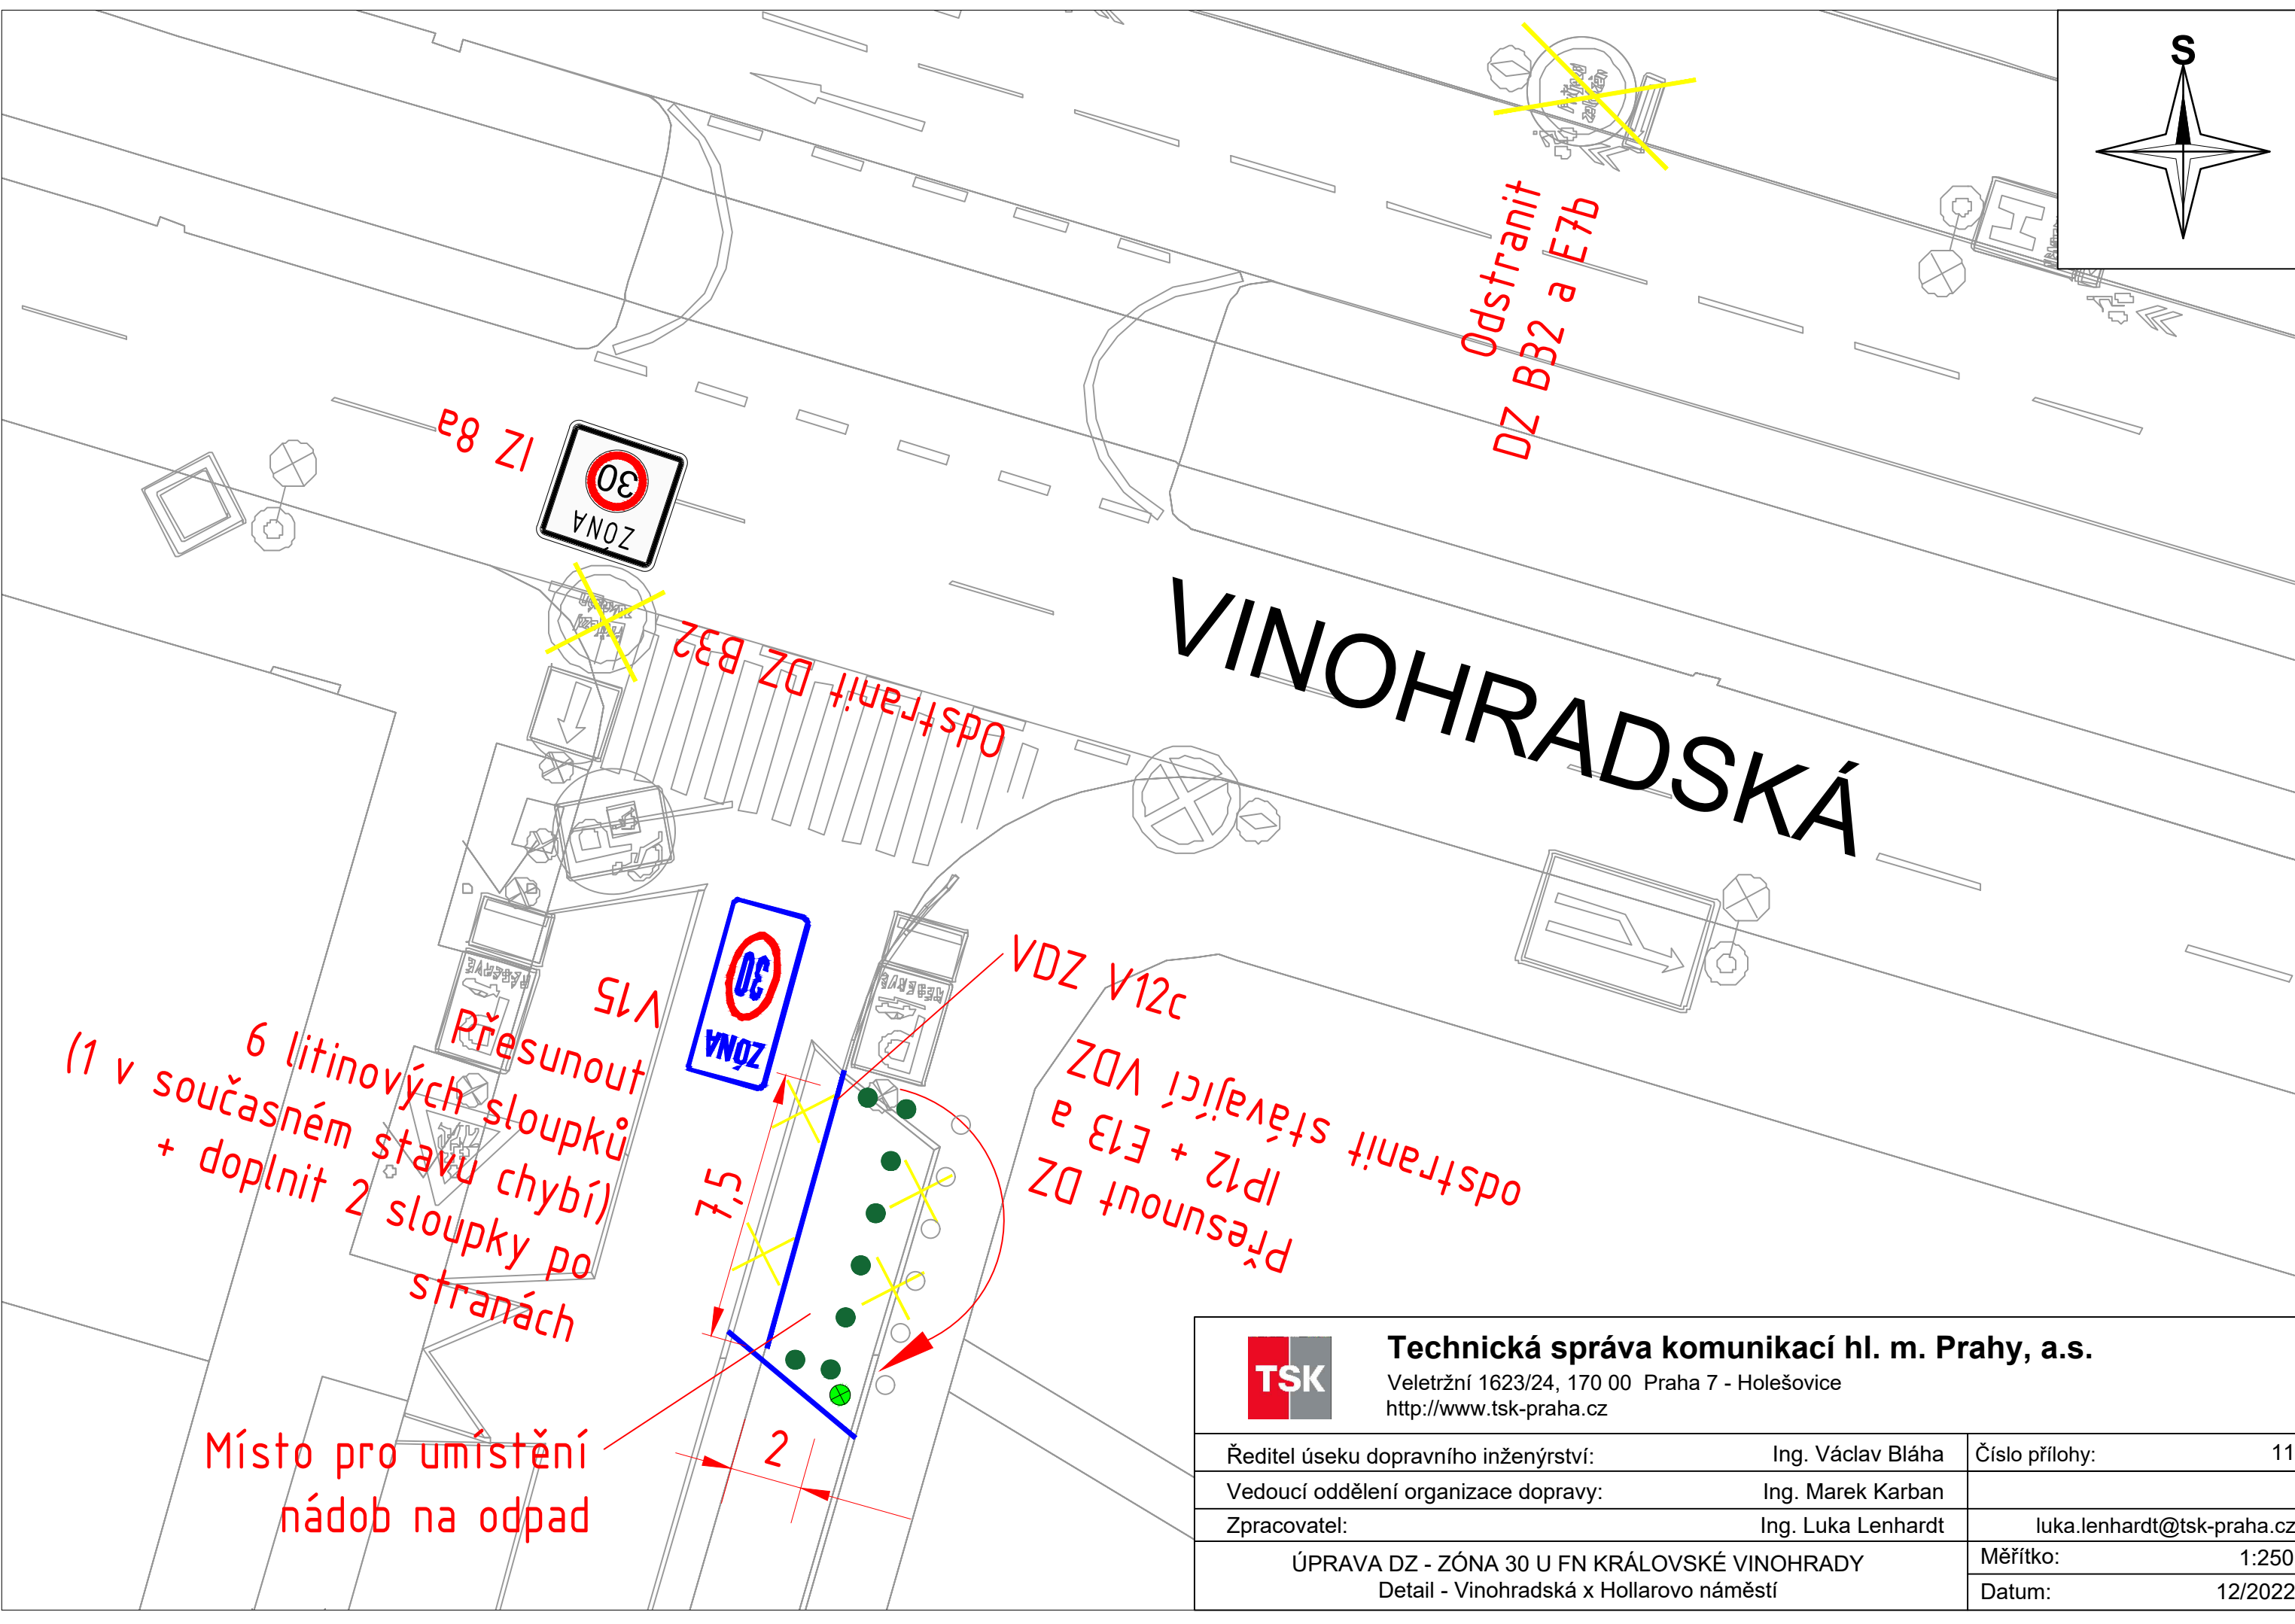 S
Odstranit
DZ B32 a E7b
IZ 8a
30
ZÓNA
Odstranit DZ B32
VINOHRADSKÁ
VDZ V12c
V15
30
ZÓNA
RÉSERVÉ
RÉSERVÉ
Přesunout
6 litinových sloupků
(1 v současném stavu chybí)
+ doplnit 2 sloupky po
stranách
Přesunout DZ
IP12 + E13 a
odstranit stávající VDZ
7,5
2
Místo pro umístění
nádob na odpad
TSK
Technická správa komunikací hl. m. Prahy, a.s.
Veletržní 1623/24, 170 00 Praha 7 - Holešovice
http://www.tsk-praha.cz
Ředitel úseku dopravního inženýrství: Ing. Václav Bláha
Číslo přílohy: 11
Vedoucí oddělení organizace dopravy: Ing. Marek Karban
Zpracovatel: Ing. Luka Lenhardt
luka.lenhardt@tsk-praha.cz
ÚPRAVA DZ - ZÓNA 30 U FN KRÁLOVSKÉ VINOHRADY
Detail - Vinohradská x Hollarovo náměstí
Měřítko: 1:250
Datum: 12/2022